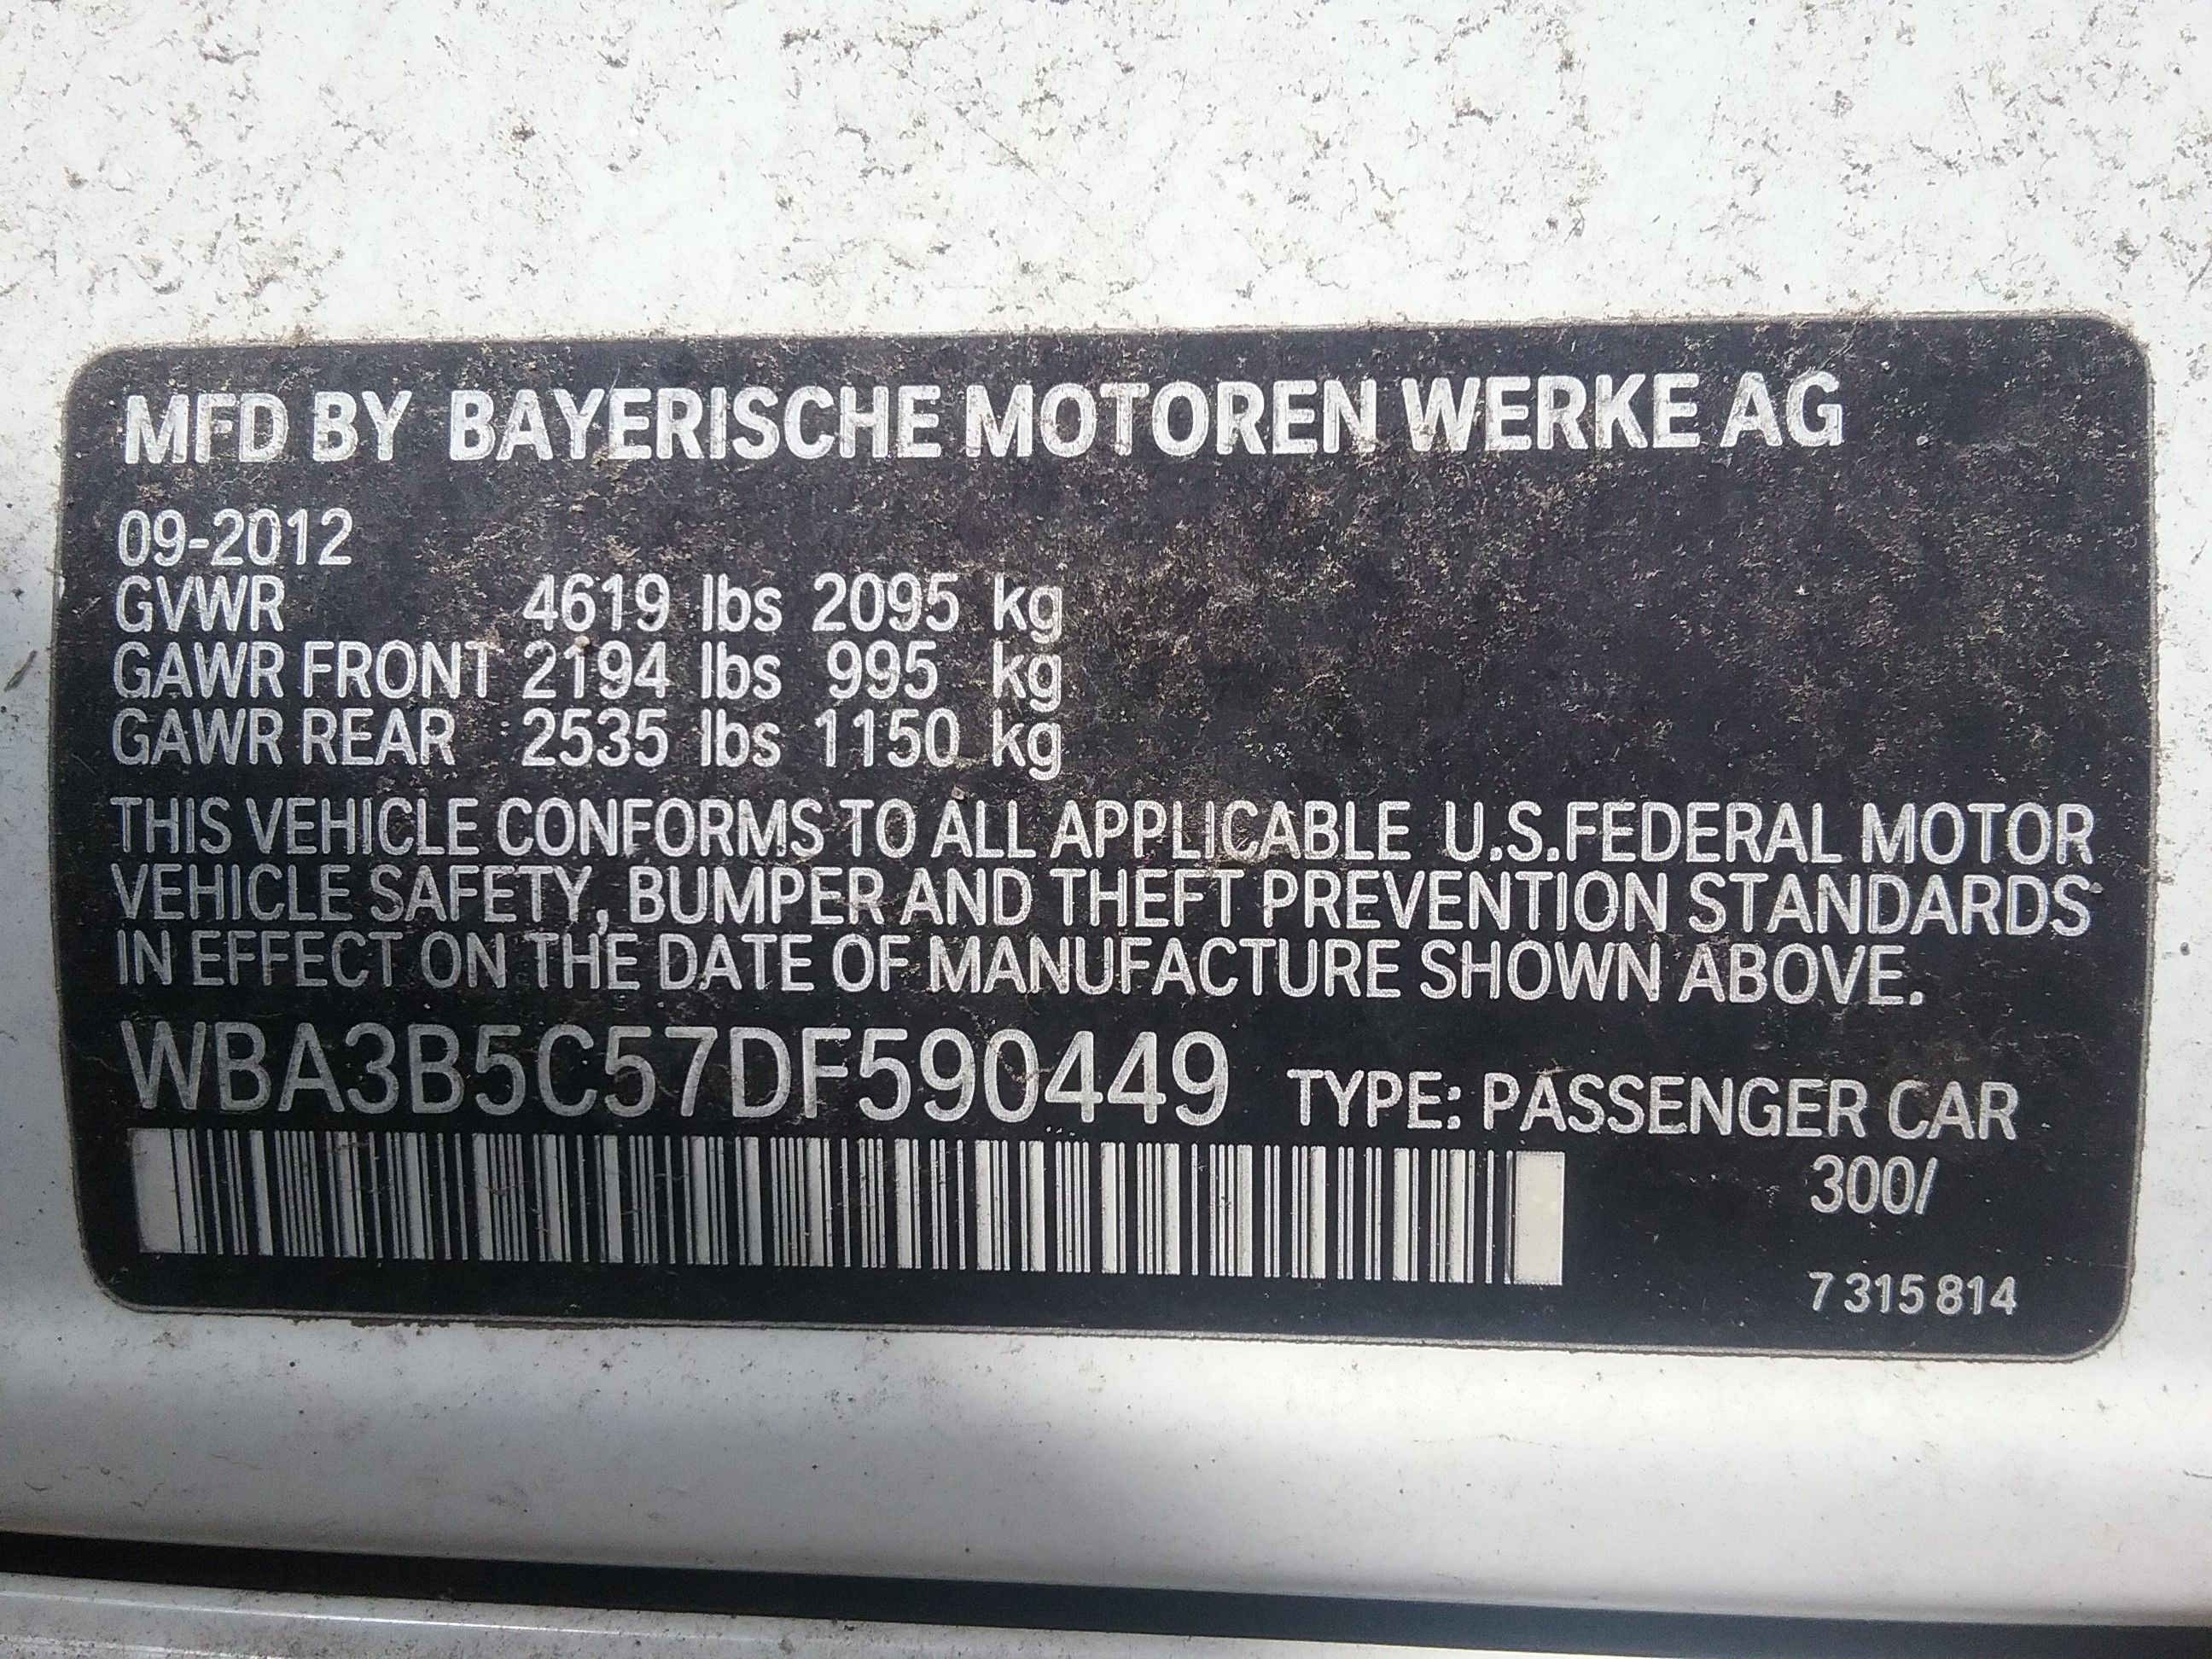 MFD BY BAYERISCHE MOTOREN WERKE AG
09-2012
GVWR 4619 lbs 2095 kg
GAWR FRONT 2194 lbs 995 kg
GAWR REAR 2535 lbs 1150 kg
THIS VEHICLE CONFORMS TO ALL APPLICABLE U.S.FEDERAL MOTOR
VEHICLE SAFETY, BUMPER AND THEFT PREVENTION STANDARDS
IN EFFECT ON THE DATE OF MANUFACTURE SHOWN ABOVE.
WBA3B5C57DF590449 TYPE: PASSENGER CAR
300/
7 315 814